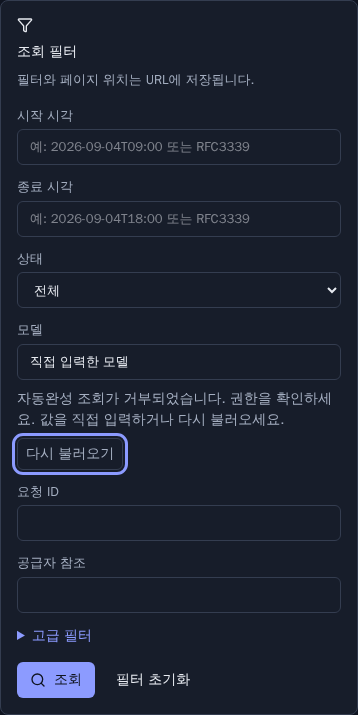 조회 필터
필터와 페이지 위치는 URL에 저장됩니다.
시작 시각
예: 2026-09-04T09:00 또는 RFC3339
종료 시각
예: 2026-09-04T18:00 또는 RFC3339
상태
전체
모델
직접 입력한 모델
자동완성 조회가 거부되었습니다. 권한을 확인하세
요. 값을 직접 입력하거나 다시 불러오세요.
다시 불러오기
요청 ID
공급자 참조
고급 필터
조회 필터 초기화